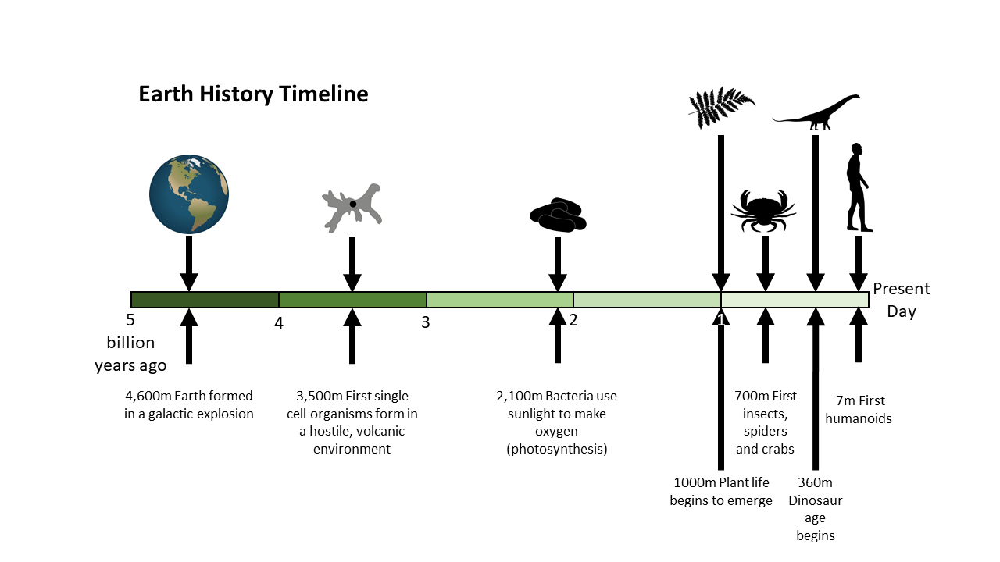 Earth History Timeline
Present
Day
5
billion
years ago
4
3
2
1
4,600m Earth formed
in a galactic explosion
3,500m First single
cell organisms form in
a hostile, volcanic
environment
2,100m Bacteria use
sunlight to make
oxygen
(photosynthesis)
1000m Plant life
begins to emerge
700m First
insects,
spiders
and crabs
360m
Dinosaur
age
begins
7m First
humanoids